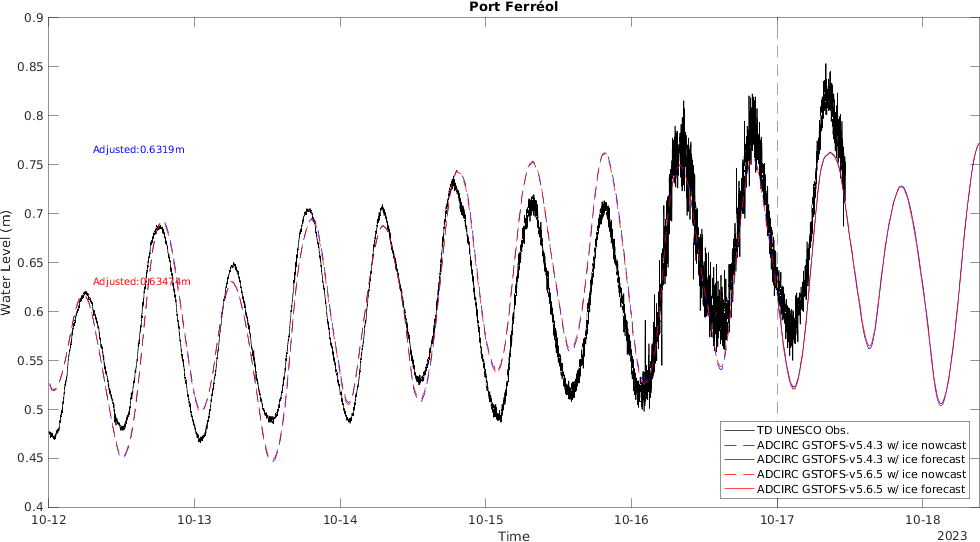 Port Ferréol
0.9
0.85
0.8
0.75
0.7
0.65
0.6
0.55
0.5
0.45
0.4
Water Level (m)
Adjusted:0.6319m
Adjusted:0.63474m
TD UNESCO Obs.
ADCIRC GSTOFS-v5.4.3 w/ ice nowcast
ADCIRC GSTOFS-v5.4.3 w/ ice forecast
ADCIRC GSTOFS-v5.6.5 w/ ice nowcast
ADCIRC GSTOFS-v5.6.5 w/ ice forecast
10-12 10-13 10-14 10-15 10-16 10-17 10-18
Time
2023